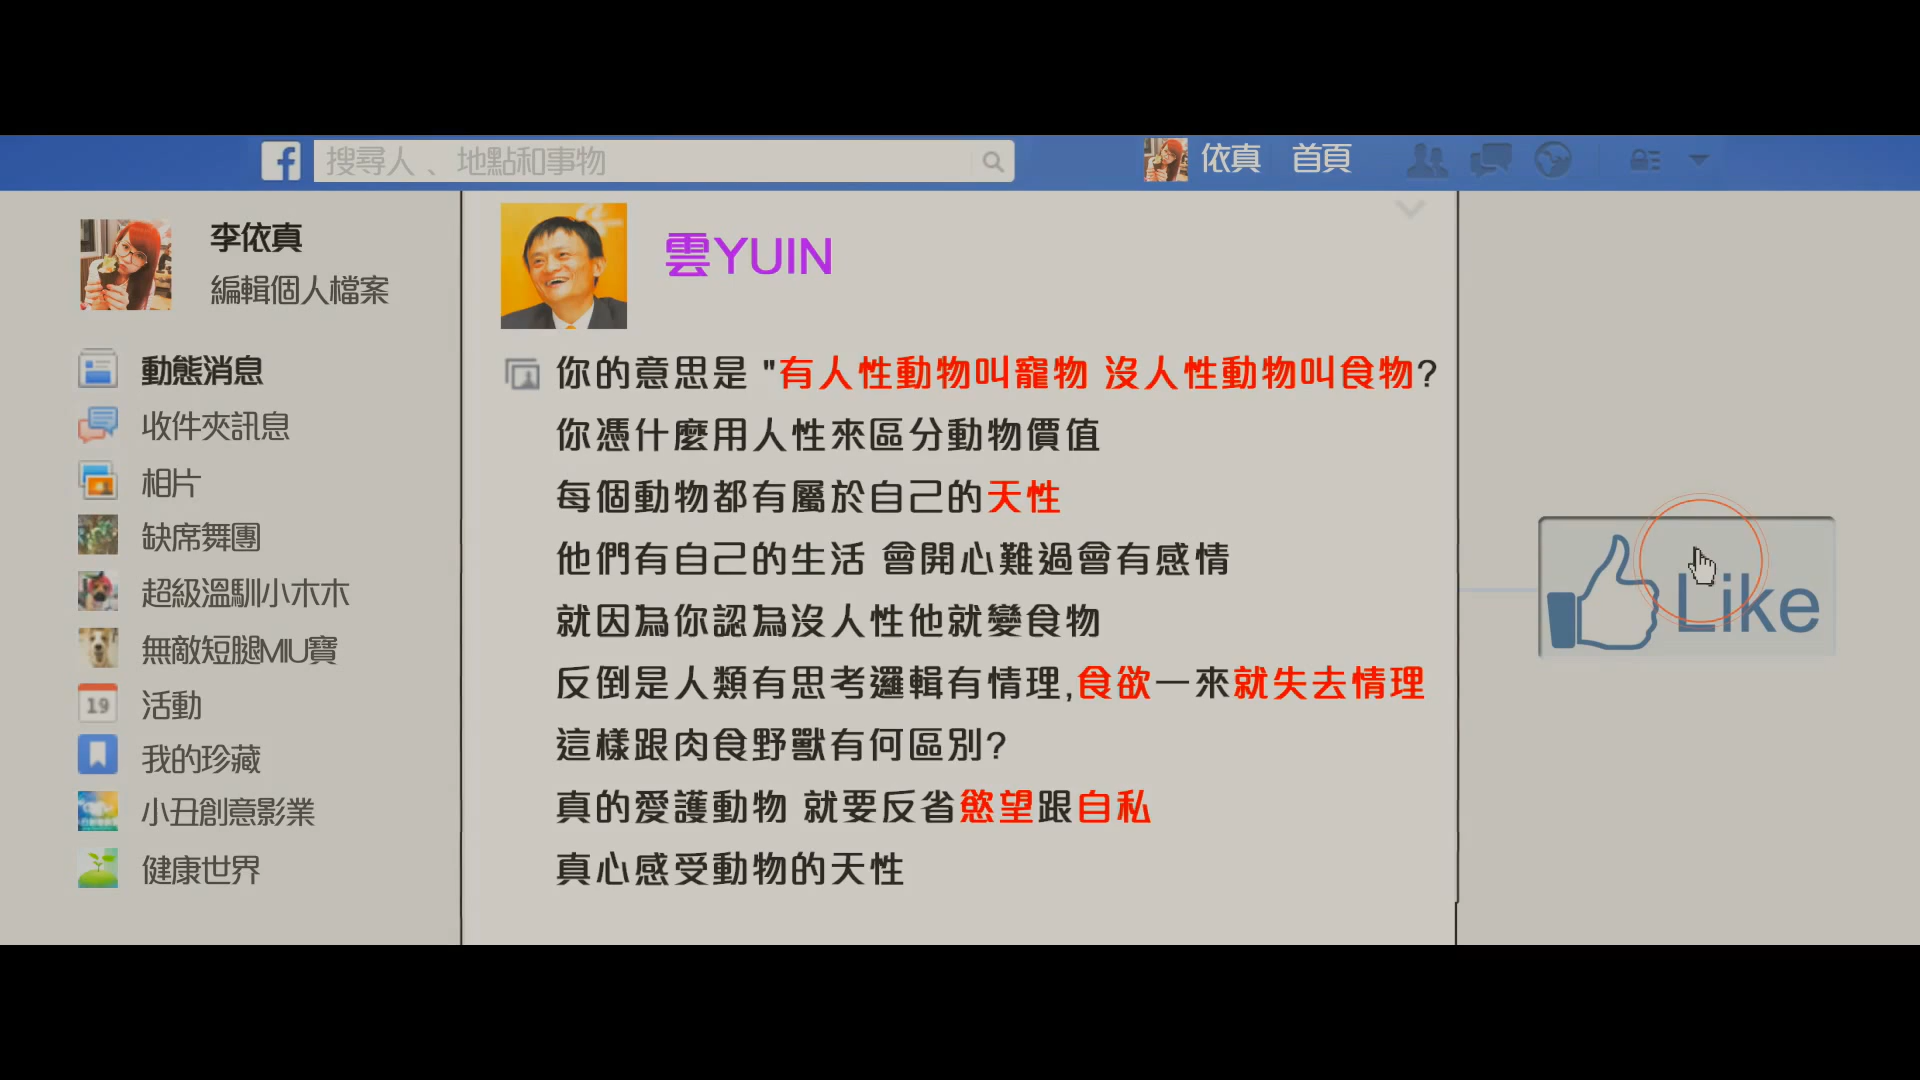 搜尋人、地點和事物
依真 首頁
李依真
編輯個人檔案
動態消息
收件夾訊息
相片
缺席舞團
超級溫馴小木木
無敵短腿MIU寶
活動
19
我的珍藏
小丑創意影業
健康世界
雲YUIN
你的意思是 "有人性動物叫寵物 沒人性動物叫食物?
你憑什麼用人性來區分動物價值
每個動物都有屬於自己的天性
他們有自己的生活 會開心難過會有感情
就因為你認為沒人性他就變食物
反倒是人類有思考邏輯有情理,食欲一來就失去情理
這樣跟肉食野獸有何區別?
真的愛護動物 就要反省慾望跟自私
真心感受動物的天性
Like